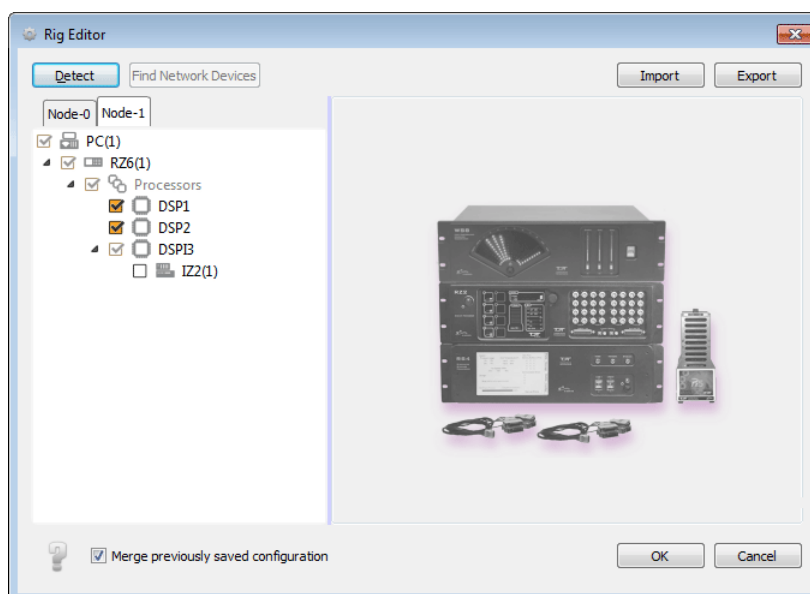 Rig Editor
Detect
Find Network Devices
Import
Export
Node-0
Node-1
PC(1)
RZ6(1)
Processors
DSP1
DSP2
DSPI3
IZ2(1)
RZ2
Merge previously saved configuration
OK
Cancel